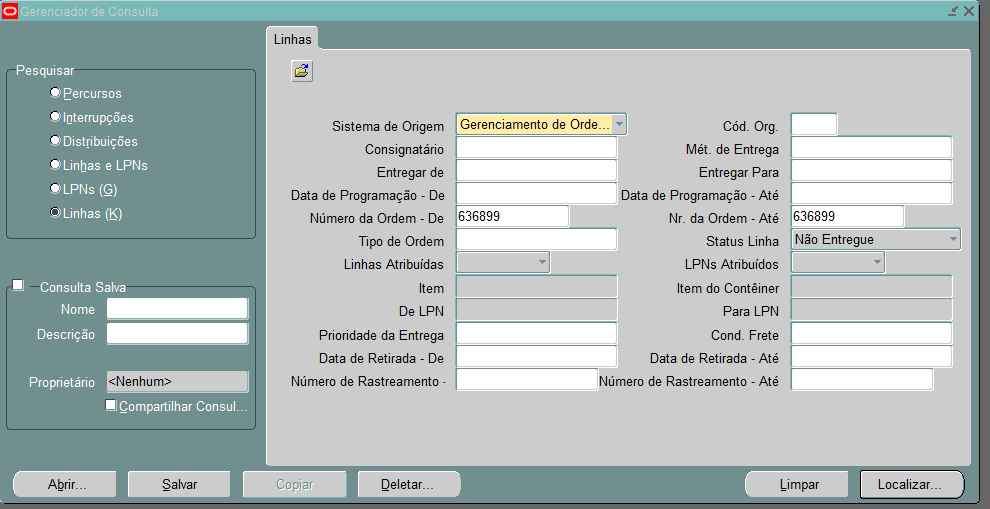 Gerenciador de Consulta
Linhas
Pesquisar
Percursos
Interrupções
Distribuições
Linhas e LPNs
LPNs (G)
Linhas (K)
Consulta Salva
Nome
Descrição
Proprietário <Nenhum>
Compartilhar Consul...
Sistema de Origem Gerenciamento de Orde... Cód. Org.
Consignatário Mét. de Entrega
Entregar de Entregar Para
Data de Programação - De Data de Programação - Até
Número da Ordem - De 636899 Nr. da Ordem - Até 636899
Tipo de Ordem Status Linha Não Entregue
Linhas Atribuídas LPNs Atribuídos
Item Item do Contêiner
De LPN Para LPN
Prioridade da Entrega Cond. Frete
Data de Retirada - De Data de Retirada - Até
Número de Rastreamento - Número de Rastreamento - Até
Abrir... Salvar Copiar Deletar... Limpar Localizar...